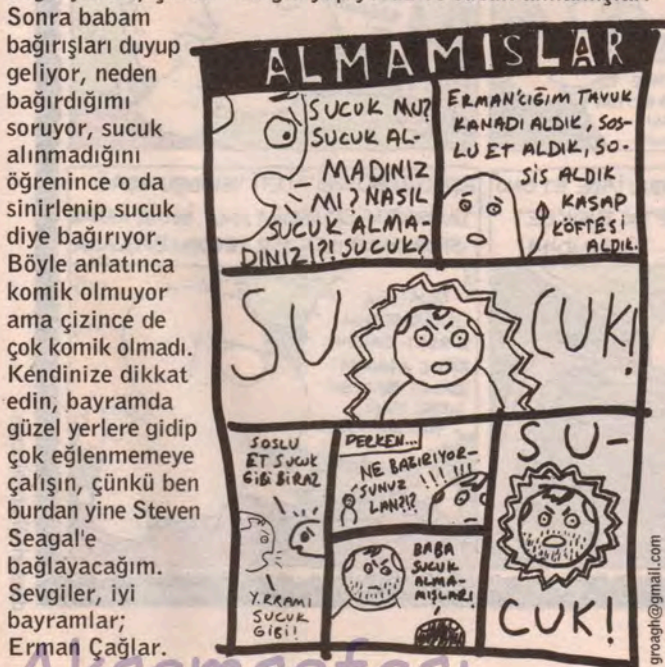 Sonra babam
bağırışları duyup
geliyor, neden
bağırdığımı
soruyor, sucuk
alınmadığını
öğrenince o da
sinirlenip sucuk
diye bağırıyor.
Böyle anlatınca
komik olmuyor
ama çizince de
çok komik olmadı.
Kendinize dikkat
edin, bayramda
güzel yerlere gidip
çok eğlenmemeye
çalışın, çünkü ben
burdan yine Steven
Seagal'e
bağlayacağım.
Sevgiler, iyi
bayramlar;
Erman Çağlar.
ALMAMISLAR
SUCUK MU?
SUCUK AL-
MADINIZ
MI? NASIL
SUCUK ALMA-
DINIZ!?! SUCUK?
ERMAN'CIĞIM TAVUK
KANADI ALDIK, SOS-
LU ET ALDIK, SO-
SİS ALDIK
KASAP
KÖFTESİ
ALDIK.
SU CUK!
SOSLU
ET SUCUK
GİBİ BİRAZ
Y.RRAMI
SUCUK
GİBİ!
DERKEN...
NE BAĞIRIYOR-
SUNUZ !!!!!
LAN?!?
BABA
SUCUK
ALMA-
MIŞLAR!
SU-
CUK!
groagh@gmail.com